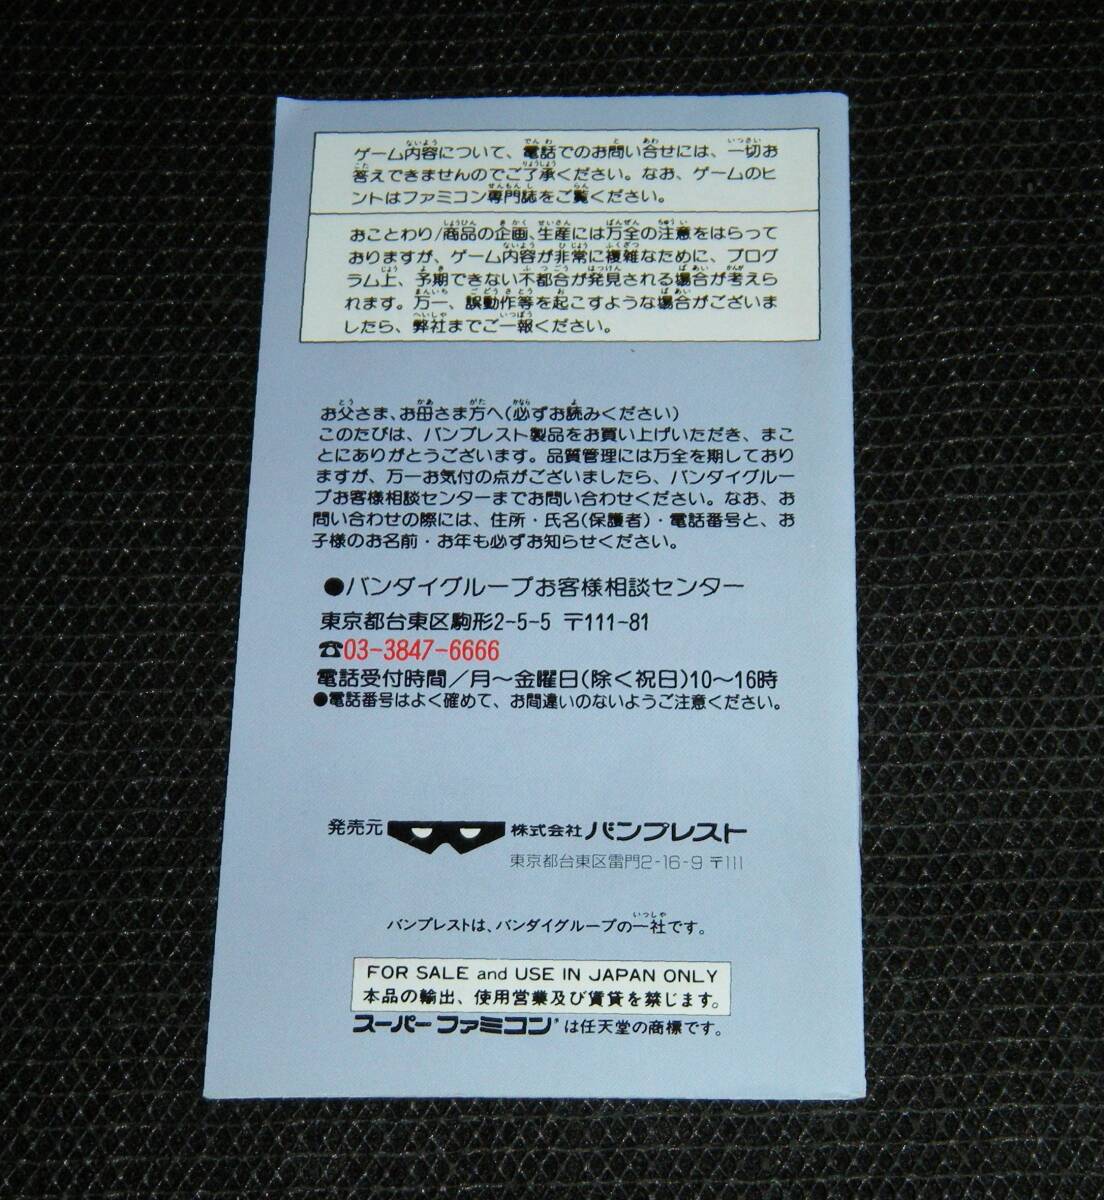 ゲーム内容について、電話でのお問い合せには、一切お
答えできませんのでご了承ください。なお、ゲームのヒ
ントはファミコン専門誌をご覧ください。
おことわり/商品の企画、生産には万全の注意をはらって
おりますが、ゲーム内容が非常に複雑なために、プログ
ラム上、予期できない不都合が発見される場合が考えら
れます。万一、誤動作等を起こすような場合がございま
したら、弊社までご一報ください。
お父さま、お母さま方へ(必ずお読みください)
このたびは、バンプレスト製品をお買い上げいただき、まこ
とにありがとうございます。品質管理には万全を期しており
ますが、万一お気付の点がございましたら、バンダイグルー
プお客様相談センターまでお問い合わせください。なお、お
問い合わせの際には、住所・氏名(保護者)・電話番号と、お
子様のお名前・お年も必ずお知らせください。
●バンダイグループお客様相談センター
東京都台東区駒形2-5-5 〒111-81
☎03-3847-6666
電話受付時間/月〜金曜日(除く祝日)10〜16時
●電話番号はよく確めて、お間違いのないようご注意ください。
発売元 株式会社 バンプレスト
東京都台東区雷門2-16-9 〒111
バンプレストは、バンダイグループの一社です。
FOR SALE and USE IN JAPAN ONLY
本品の輸出、使用営業及び賃貸を禁じます。
スーパーファミコンは任天堂の商標です。